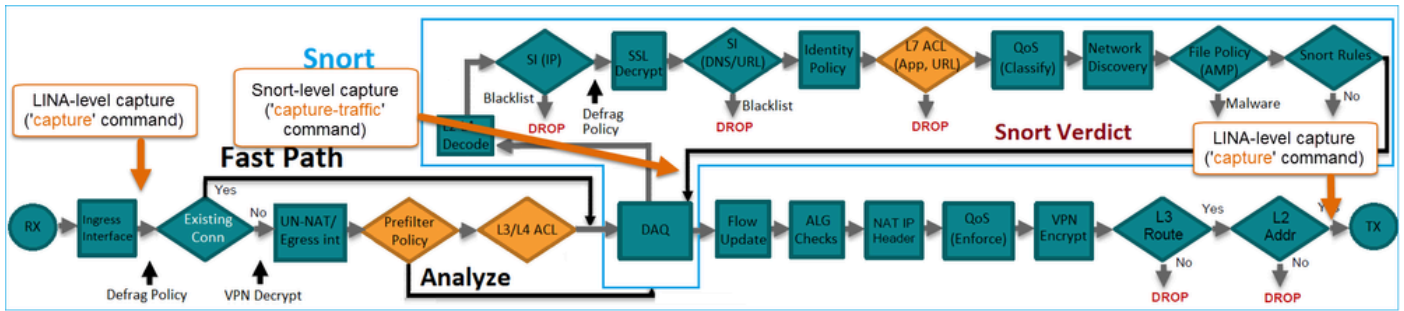 Snort
SI (IP)
SSL
Decrypt
SI
(DNS/URL)
Identity
Policy
L7 ACL
(App, URL)
QoS
(Classify)
Network
Discovery
File Policy
(AMP)
Snort Rules
Blacklist
DROP
Defrag
Policy
Blacklist
DROP
DROP
Malware
No
Snort Verdict
LINA-level capture
('capture' command)
Snort-level capture
('capture-traffic'
command)
LINA-level capture
('capture' command)
Decode
Fast Path
Yes
RX
Ingress
Interface
Existing
Conn
No
UN-NAT/
Egress int
Prefilter
Policy
L3/L4 ACL
DAQ
Flow
Update
ALG
Checks
NAT IP
Header
QoS
(Enforce)
VPN
Encrypt
L3
Route
Yes
L2
Addr
TX
Defrag Policy
VPN Decrypt
Analyze
No
DROP
No
DROP